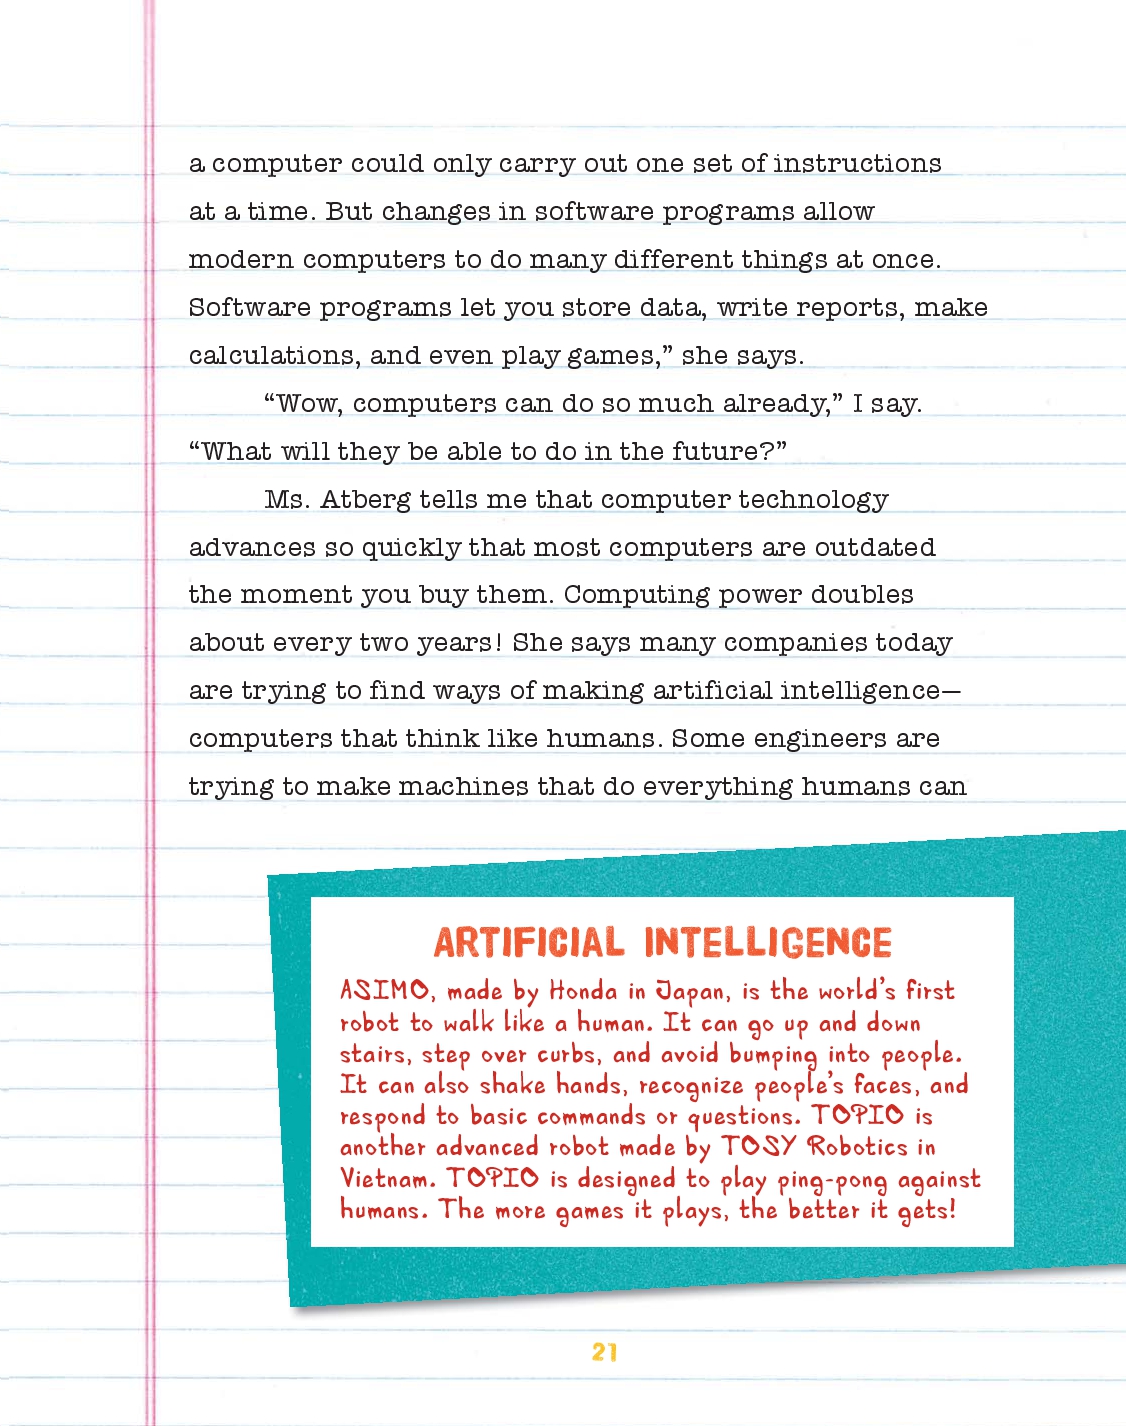 a computer could only carry out one set of instructions
at a time. But changes in software programs allow
modern computers to do many different things at once.
Software programs let you store data, write reports, make
calculations, and even play games,” she says.
“Wow, computers can do so much already,” I say.
“What will they be able to do in the future?”
Ms. Atberg tells me that computer technology
advances so quickly that most computers are outdated
the moment you buy them. Computing power doubles
about every two years! She says many companies today
are trying to find ways of making artificial intelligence—
computers that think like humans. Some engineers are
trying to make machines that do everything humans can
ARTIFICIAL INTELLIGENCE
ASIMO, made by Honda in Japan, is the world’s first
robot to walk like a human. It can go up and down
stairs, step over curbs, and avoid bumping into people.
It can also shake hands, recognize people’s faces, and
respond to basic commands or questions. TOPIO is
another advanced robot made by TOSY Robotics in
Vietnam. TOPIO is designed to play ping-pong against
humans. The more games it plays, the better it gets!
21